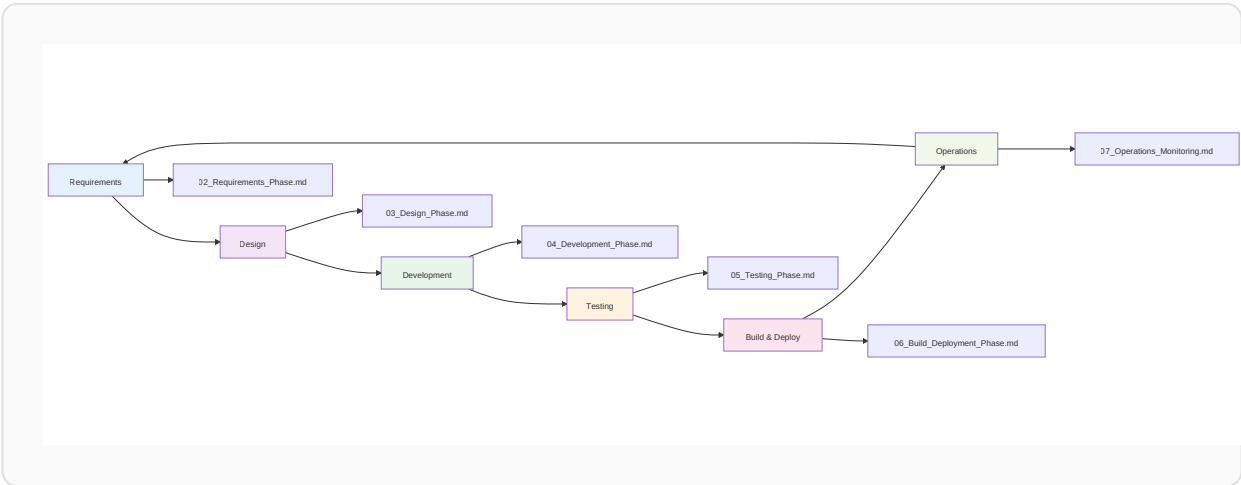 Requirements
02_Requirements_Phase.md
Design
03_Design_Phase.md
Development
04_Development_Phase.md
Testing
05_Testing_Phase.md
Build & Deploy
06_Build_Deployment_Phase.md
Operations
07_Operations_Monitoring.md